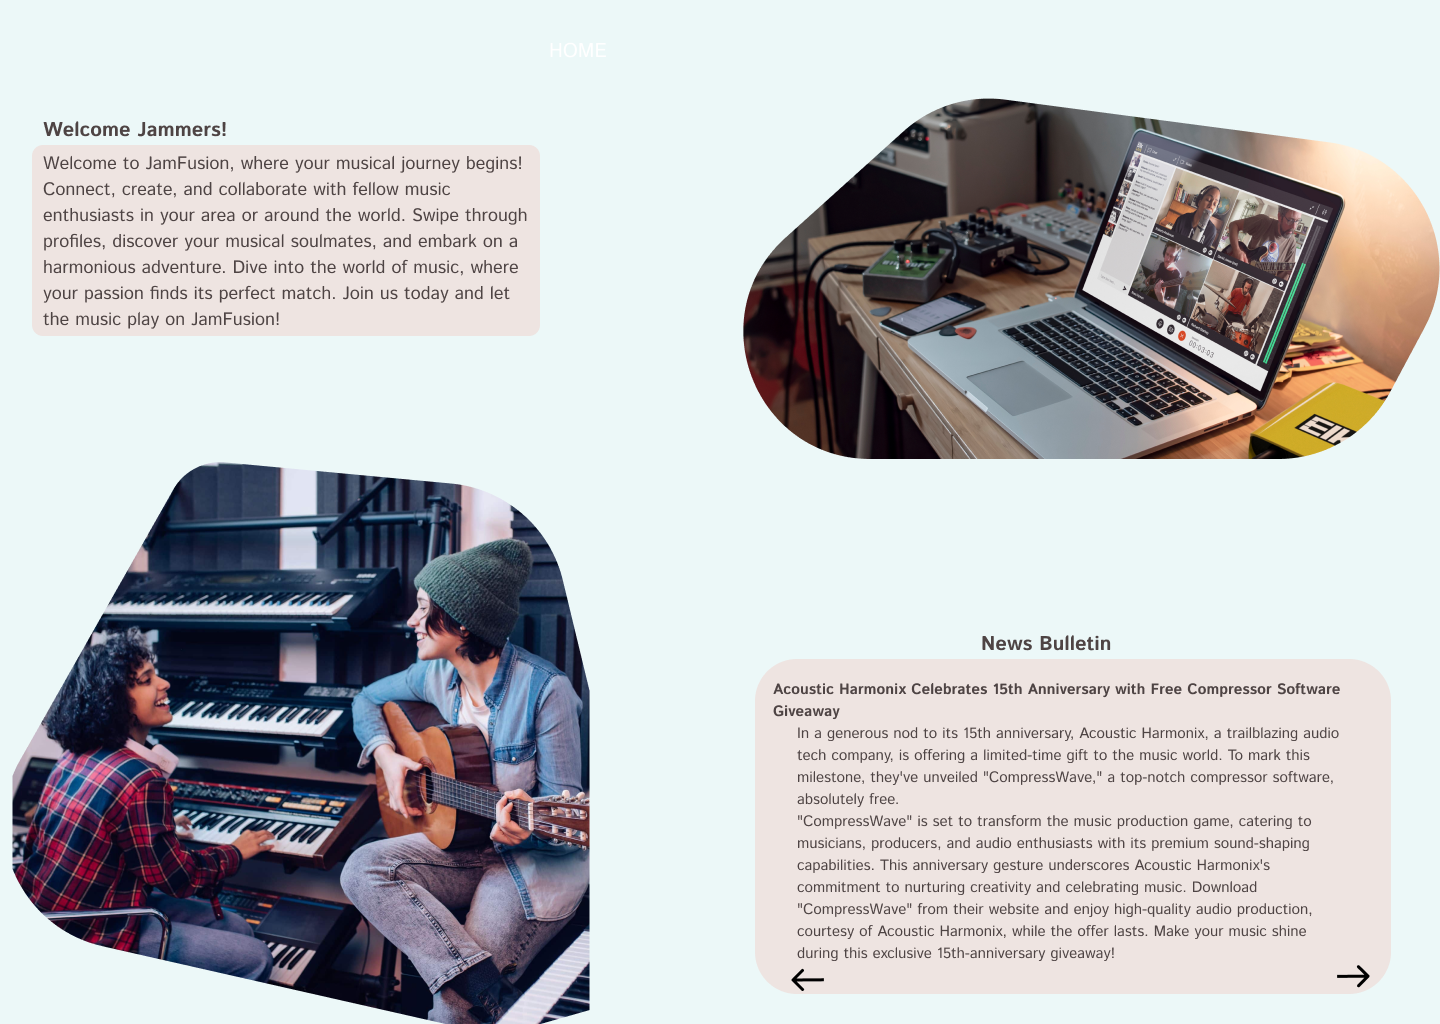 HOME
Welcome Jammers!
Welcome to JamFusion, where your musical journey begins!
Connect, create, and collaborate with fellow music
enthusiasts in your area or around the world. Swipe through
profiles, discover your musical soulmates, and embark on a
harmonious adventure. Dive into the world of music, where
your passion finds its perfect match. Join us today and let
the music play on JamFusion!
News Bulletin
Acoustic Harmonix Celebrates 15th Anniversary with Free Compressor Software
Giveaway
In a generous nod to its 15th anniversary, Acoustic Harmonix, a trailblazing audio
tech company, is offering a limited-time gift to the music world. To mark this
milestone, they've unveiled "CompressWave," a top-notch compressor software,
absolutely free.
"CompressWave" is set to transform the music production game, catering to
musicians, producers, and audio enthusiasts with its premium sound-shaping
capabilities. This anniversary gesture underscores Acoustic Harmonix's
commitment to nurturing creativity and celebrating music. Download
"CompressWave" from their website and enjoy high-quality audio production,
courtesy of Acoustic Harmonix, while the offer lasts. Make your music shine
during this exclusive 15th-anniversary giveaway!